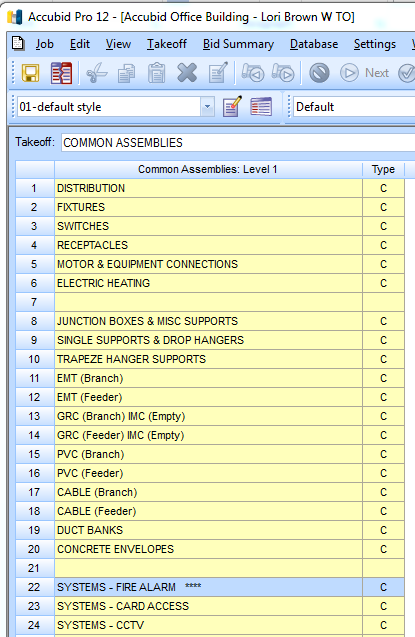 Accubid Pro 12 - [Accubid Office Building - Lori Brown W TO]
Job Edit View Takeoff Bid Summary Database Settings
Next
01-default style Default
Takeoff: COMMON ASSEMBLIES
Common Assemblies: Level 1 Type
1 DISTRIBUTION C
2 FIXTURES C
3 SWITCHES C
4 RECEPTACLES C
5 MOTOR & EQUIPMENT CONNECTIONS C
6 ELECTRIC HEATING C
7
8 JUNCTION BOXES & MISC SUPPORTS C
9 SINGLE SUPPORTS & DROP HANGERS C
10 TRAPEZE HANGER SUPPORTS C
11 EMT (Branch) C
12 EMT (Feeder) C
13 GRC (Branch) IMC (Empty) C
14 GRC (Feeder) IMC (Empty) C
15 PVC (Branch) C
16 PVC (Feeder) C
17 CABLE (Branch) C
18 CABLE (Feeder) C
19 DUCT BANKS C
20 CONCRETE ENVELOPES C
21
22 SYSTEMS - FIRE ALARM **** C
23 SYSTEMS - CARD ACCESS C
24 SYSTEMS - CCTV C